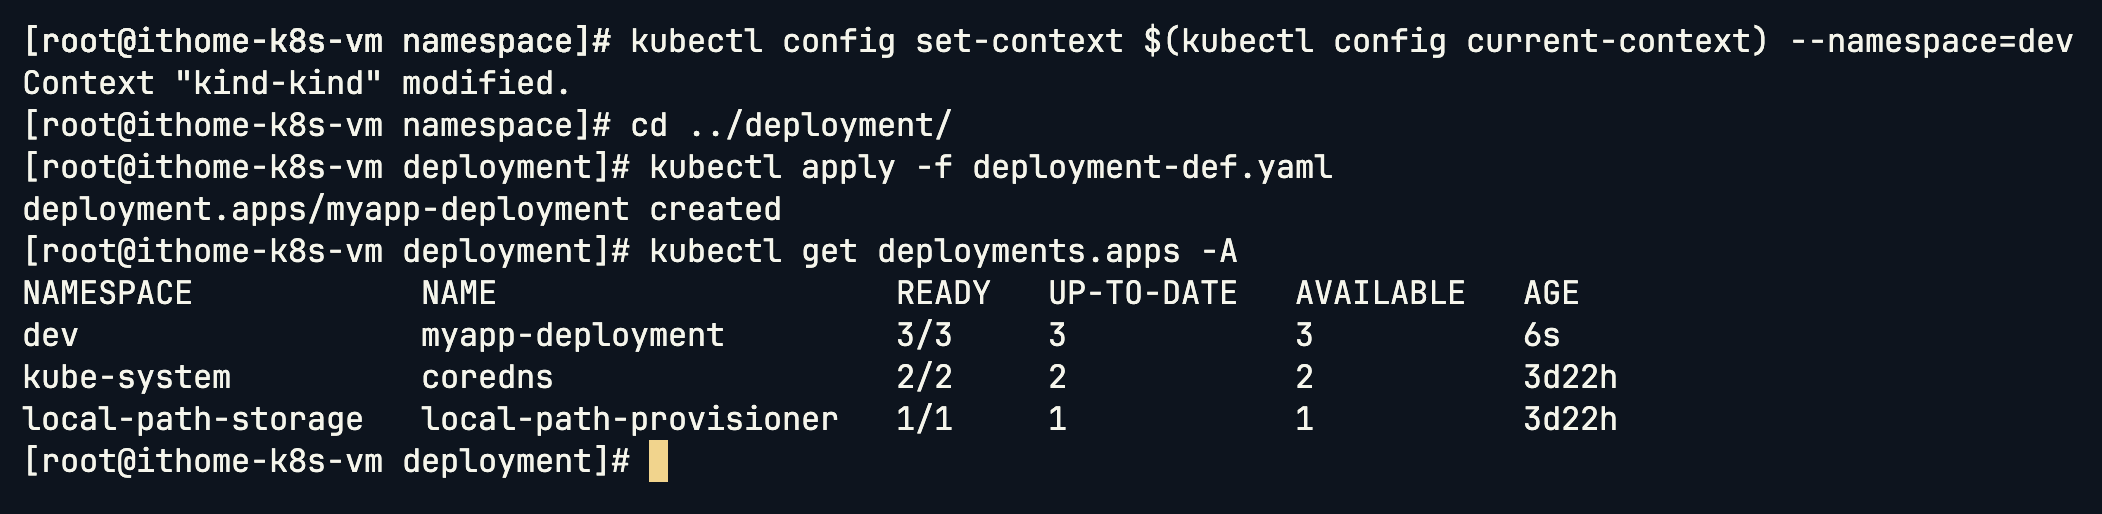 [root@ithome-k8s-vm namespace]# kubectl config set-context $(kubectl config current-context) --namespace=dev
Context "kind-kind" modified.
[root@ithome-k8s-vm namespace]# cd ../deployment/
[root@ithome-k8s-vm deployment]# kubectl apply -f deployment-def.yaml
deployment.apps/myapp-deployment created
[root@ithome-k8s-vm deployment]# kubectl get deployments.apps -A
NAMESPACE            NAME                     READY   UP-TO-DATE   AVAILABLE   AGE
dev                  myapp-deployment         3/3     3            3           6s
kube-system          coredns                  2/2     2            2           3d22h
local-path-storage   local-path-provisioner   1/1     1            1           3d22h
[root@ithome-k8s-vm deployment]#